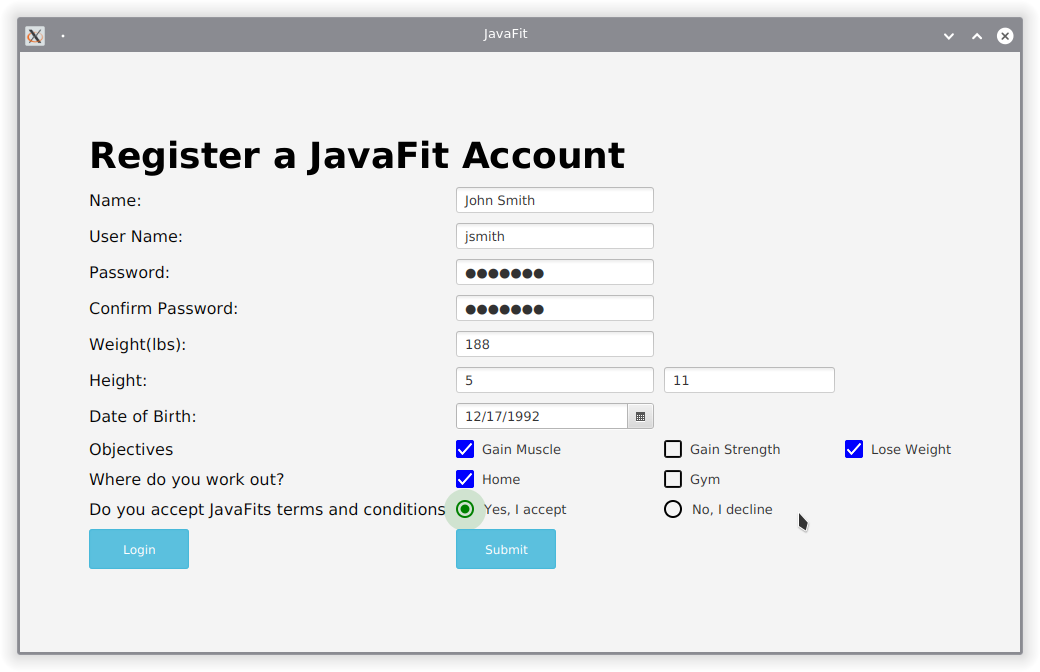 JavaFit
Register a JavaFit Account
Name: John Smith
User Name: jsmith
Password: ●●●●●●●
Confirm Password: ●●●●●●●
Weight(lbs): 188
Height: 5 11
Date of Birth: 12/17/1992
Objectives Gain Muscle Gain Strength Lose Weight
Where do you work out? Home Gym
Do you accept JavaFits terms and conditions Yes, I accept No, I decline
Login Submit